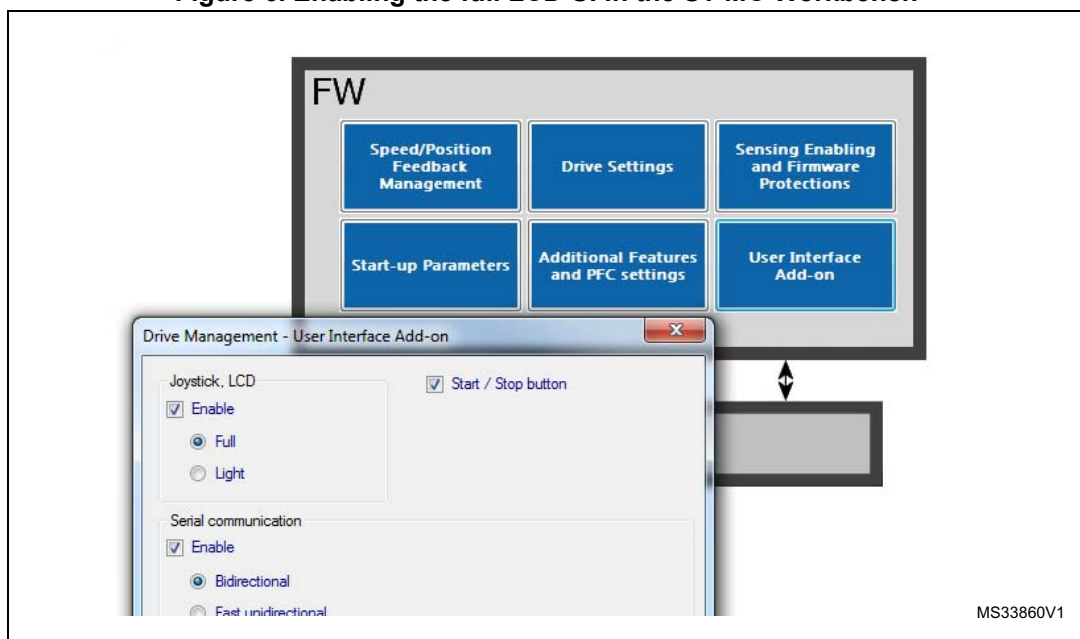 FW
Speed/Position
Feedback
Management
Drive Settings
Sensing Enabling
and Firmware
Protections
Start-up Parameters
Additional Features
and PFC settings
User Interface
Add-on
Drive Management - User Interface Add-on
Joystick, LCD
Start / Stop button
Enable
Full
Light
Serial communication
Enable
Bidirectional
Fast unidirectional
MS33860V1